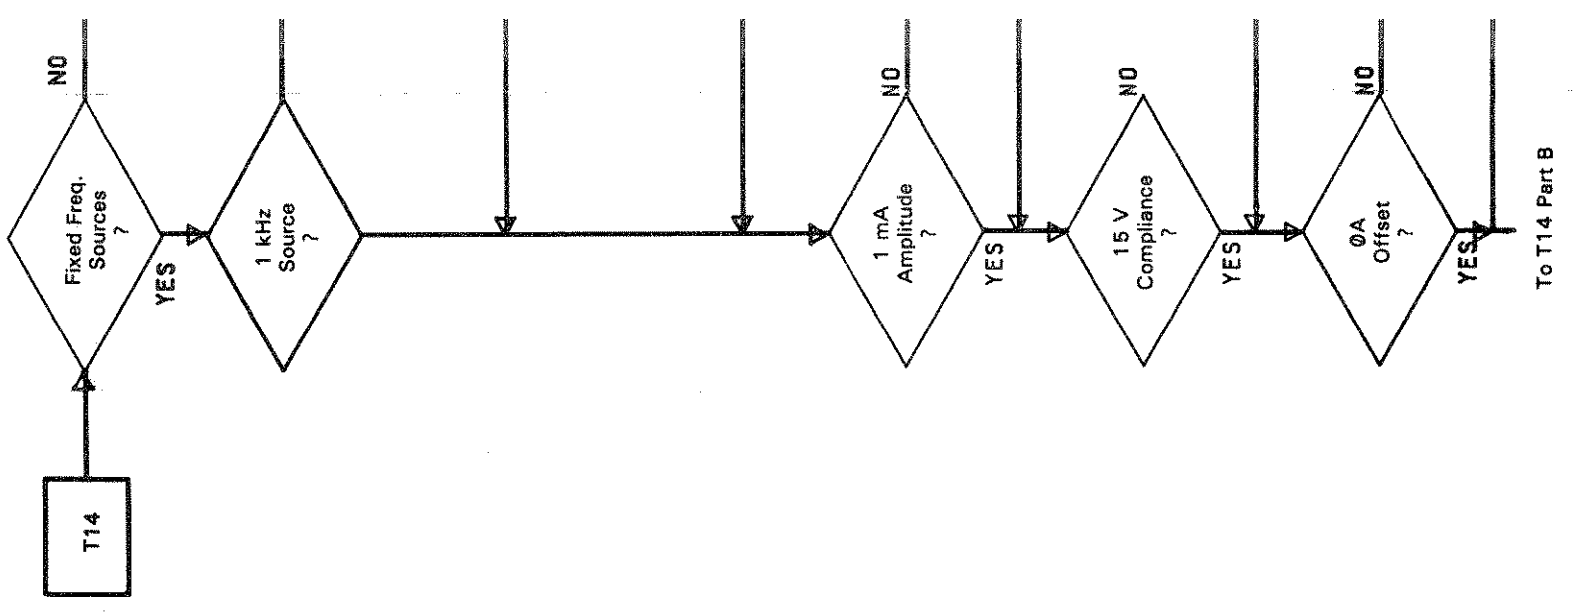 T14
Fixed Freq.
Sources
?
NO
YES
1 kHz
Source
?
1 mA
Amplitude
?
NO
YES
15 V
Compliance
?
NO
YES
ØA
Offset
?
NO
YES
To T14 Part B